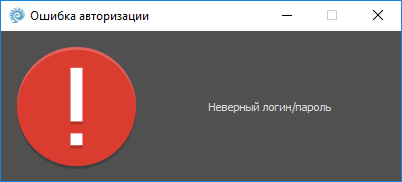 Ошибка авторизации
Неверный логин/пароль